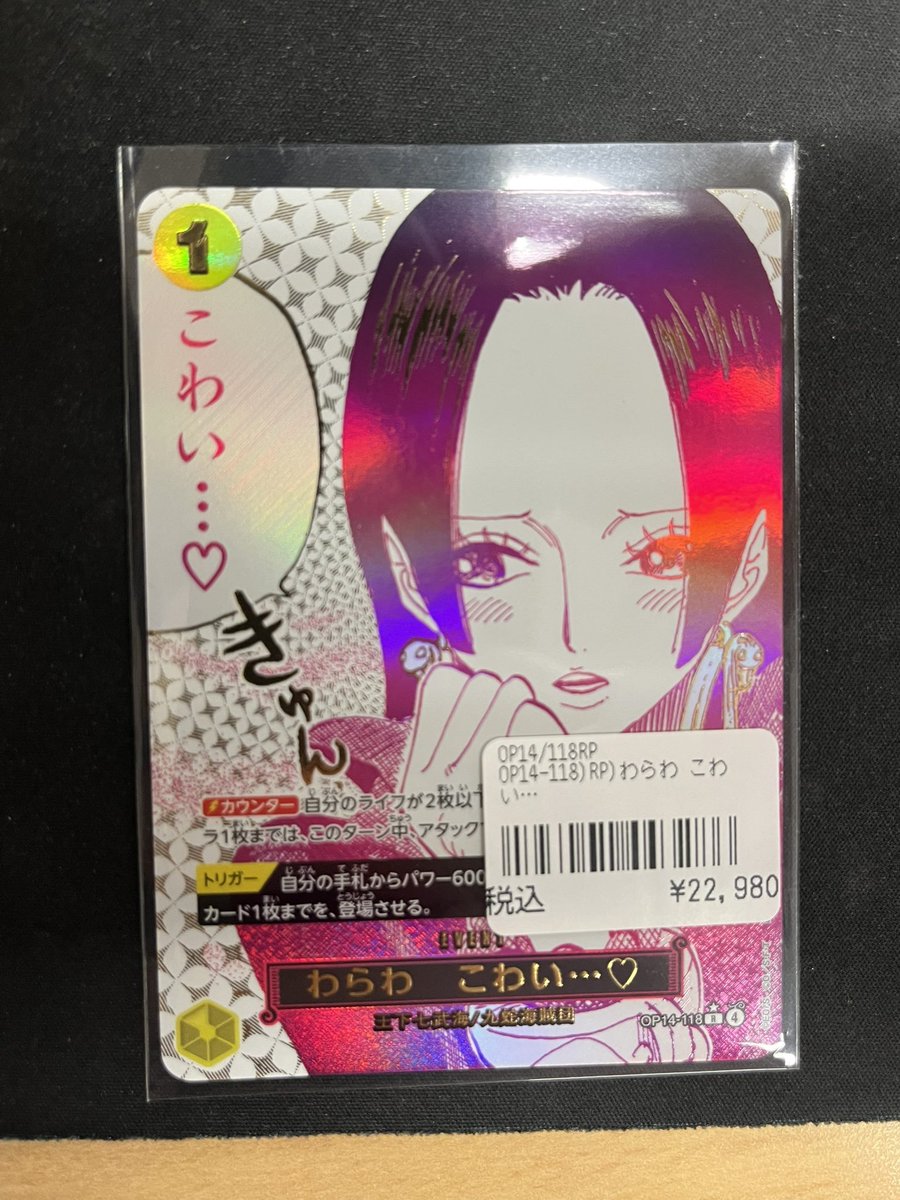 1
こわい…♡
きゅん
カウンター 自分のライフが2枚以下
ラ1枚までは、このターン中、アタック
トリガー 自分の手札からパワー600
カード1枚までを、登場させる。
OP14/118RP
OP14-118)RP)わらわ こわ
い…
税込 ¥22,980
EVENT
わらわ こわい…♡
王下七武海/九蛇海賊団
OP14-118 R 4